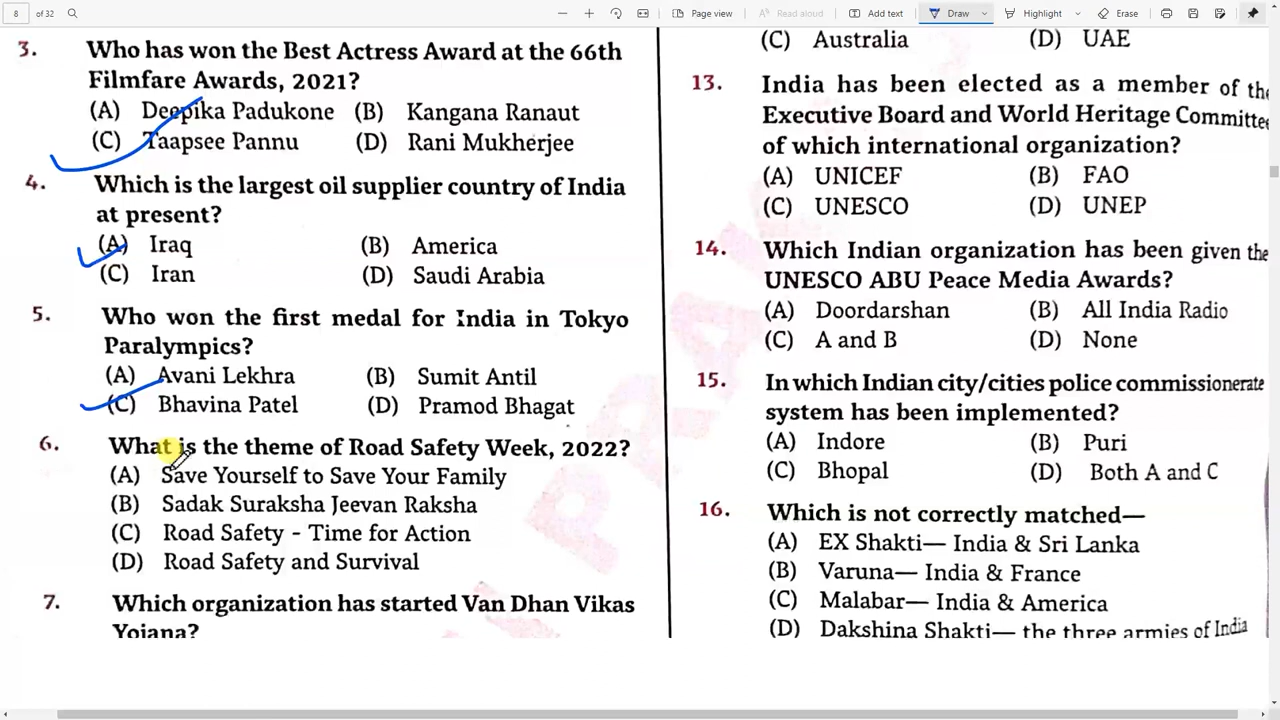 8 of 32
Page view
Read aloud
Add text
Draw
Highlight
Erase
3. Who has won the Best Actress Award at the 66th
Filmfare Awards, 2021?
(A) Deepika Padukone (B) Kangana Ranaut
(C) Taapsee Pannu (D) Rani Mukherjee
4. Which is the largest oil supplier country of India
at present?
(A) Iraq (B) America
(C) Iran (D) Saudi Arabia
5. Who won the first medal for India in Tokyo
Paralympics?
(A) Avani Lekhra (B) Sumit Antil
(C) Bhavina Patel (D) Pramod Bhagat
6. What is the theme of Road Safety Week, 2022?
(A) Save Yourself to Save Your Family
(B) Sadak Suraksha Jeevan Raksha
(C) Road Safety - Time for Action
(D) Road Safety and Survival
7. Which organization has started Van Dhan Vikas
Yojana?
(C) Australia (D) UAE
13. India has been elected as a member of the
Executive Board and World Heritage Committee
of which international organization?
(A) UNICEF (B) FAO
(C) UNESCO (D) UNEP
14. Which Indian organization has been given the
UNESCO ABU Peace Media Awards?
(A) Doordarshan (B) All India Radio
(C) A and B (D) None
15. In which Indian city/cities police commissionerate
system has been implemented?
(A) Indore (B) Puri
(C) Bhopal (D) Both A and C
16. Which is not correctly matched—
(A) EX Shakti— India & Sri Lanka
(B) Varuna— India & France
(C) Malabar— India & America
(D) Dakshina Shakti— the three armies of India